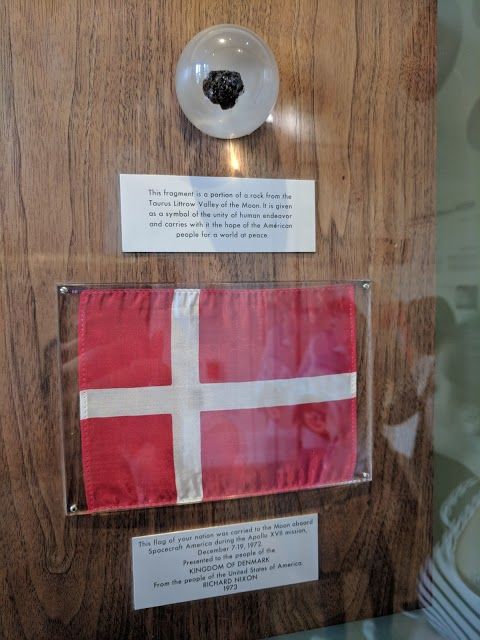 This fragment is a portion of a rock from the
Taurus Littrow Valley of the Moon. It is given
as a symbol of the unity of human endeavor
and carries with it the hope of the American
people for a world at peace.
This flag of your nation was carried to the Moon aboard
Spacecraft America during the Apollo XVII mission,
December 7-19, 1972.
Presented to the people of the
KINGDOM OF DENMARK
From the people of the United States of America.
RICHARD NIXON
1973